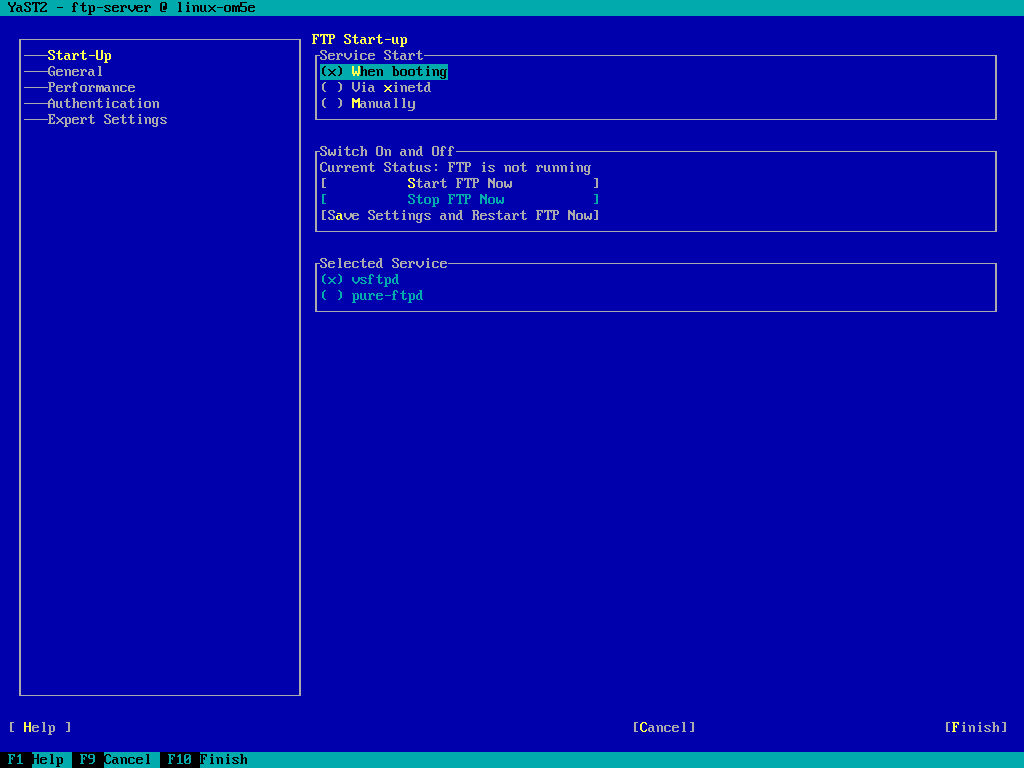 YaST2 - ftp-server @ linux-om5e
Start-Up
General
Performance
Authentication
Expert Settings
FTP Start-up
Service Start
(x) When booting
( ) Via xinetd
( ) Manually
Switch On and Off
Current Status: FTP is not running
[ Start FTP Now ]
[ Stop FTP Now ]
[Save Settings and Restart FTP Now]
Selected Service
(x) vsftpd
( ) pure-ftpd
[ Help ] [Cancel] [Finish]
F1 Help F9 Cancel F10 Finish